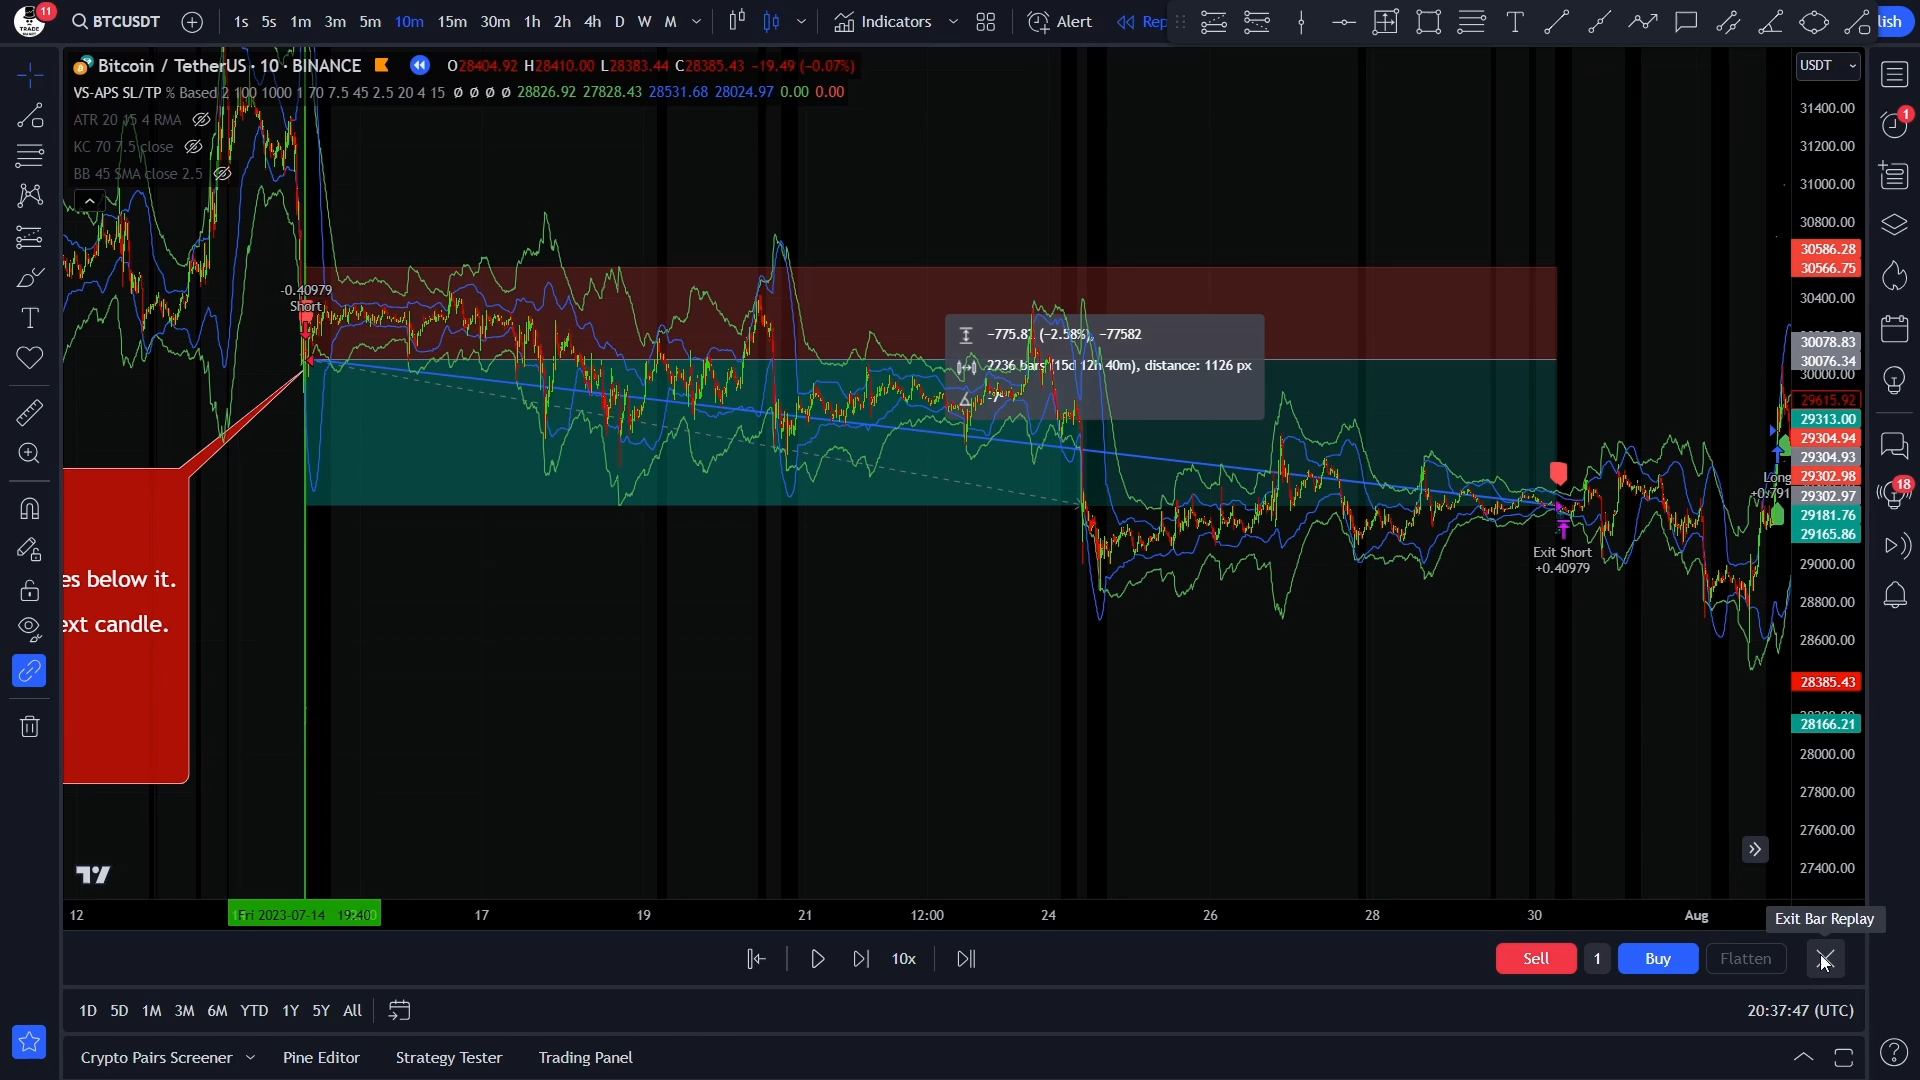 11
BTCUSDT
1s 5s 1m 3m 5m 10m 15m 30m 1h 2h 4h D W M
Indicators
Alert
Rep
lish
Bitcoin / TetherUS · 10 · BINANCE
O28404.92 H28410.00 L28383.44 C28385.43 −19.49 (−0.07%)
VS-APS SL/TP % Based 2 100 1000 1 70 7.5 45 2.5 20 4 15 ø ø ø ø 28826.92 27828.43 28531.68 28024.97 0.00 0.00
ATR 20 15 4 RMA
KC 70 7.5 close
BB 45 SMA close 2.5
USDT
31400.00
31200.00
31000.00
30800.00
30586.28
30566.75
30400.00
30078.83
30076.34
30000.00
29615.92
29313.00
29304.94
29304.93
29302.98
29302.97
29181.76
29165.86
29000.00
28800.00
28600.00
28385.43
28166.21
28000.00
27800.00
27600.00
27400.00
1
18
-0.40979
Short
−775.82 (−2.58%), −77582
2236 bars (15d 12h 40m), distance: 1126 px
-7°
Exit Short
+0.40979
Long
+0.791
es below it.
ext candle.
12
Fri 2023-07-14 19:40
17 19 21 12:00 24 26 28 30 Aug
Exit Bar Replay
10x
Sell 1 Buy Flatten
1D 5D 1M 3M 6M YTD 1Y 5Y All
20:37:47 (UTC)
Crypto Pairs Screener Pine Editor Strategy Tester Trading Panel